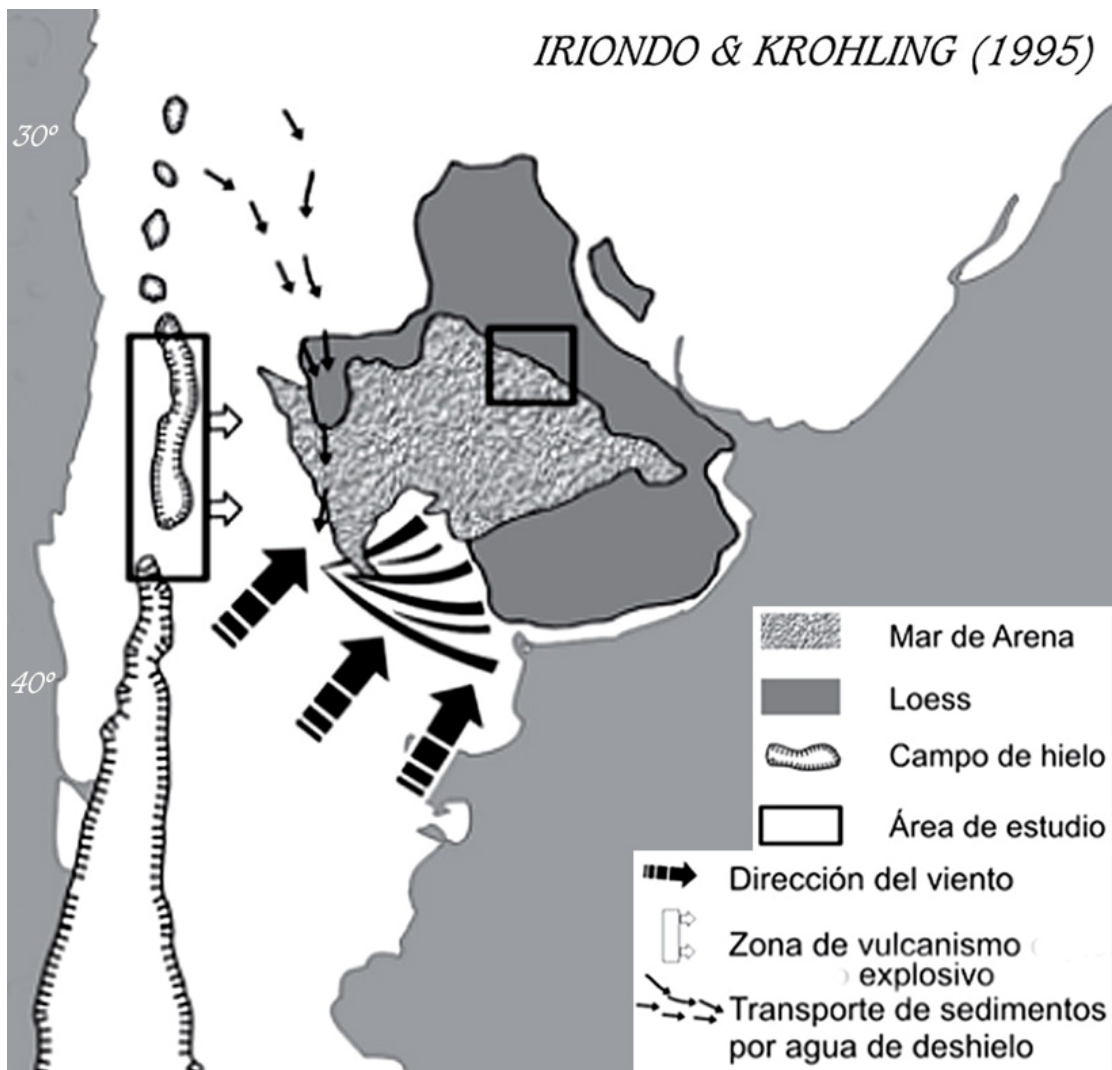 IRIONDO & KROHLING (1995)
30º
40º
Mar de Arena
Loess
Campo de hielo
Área de estudio
Dirección del viento
Zona de vulcanismo
explosivo
Transporte de sedimentos
por agua de deshielo